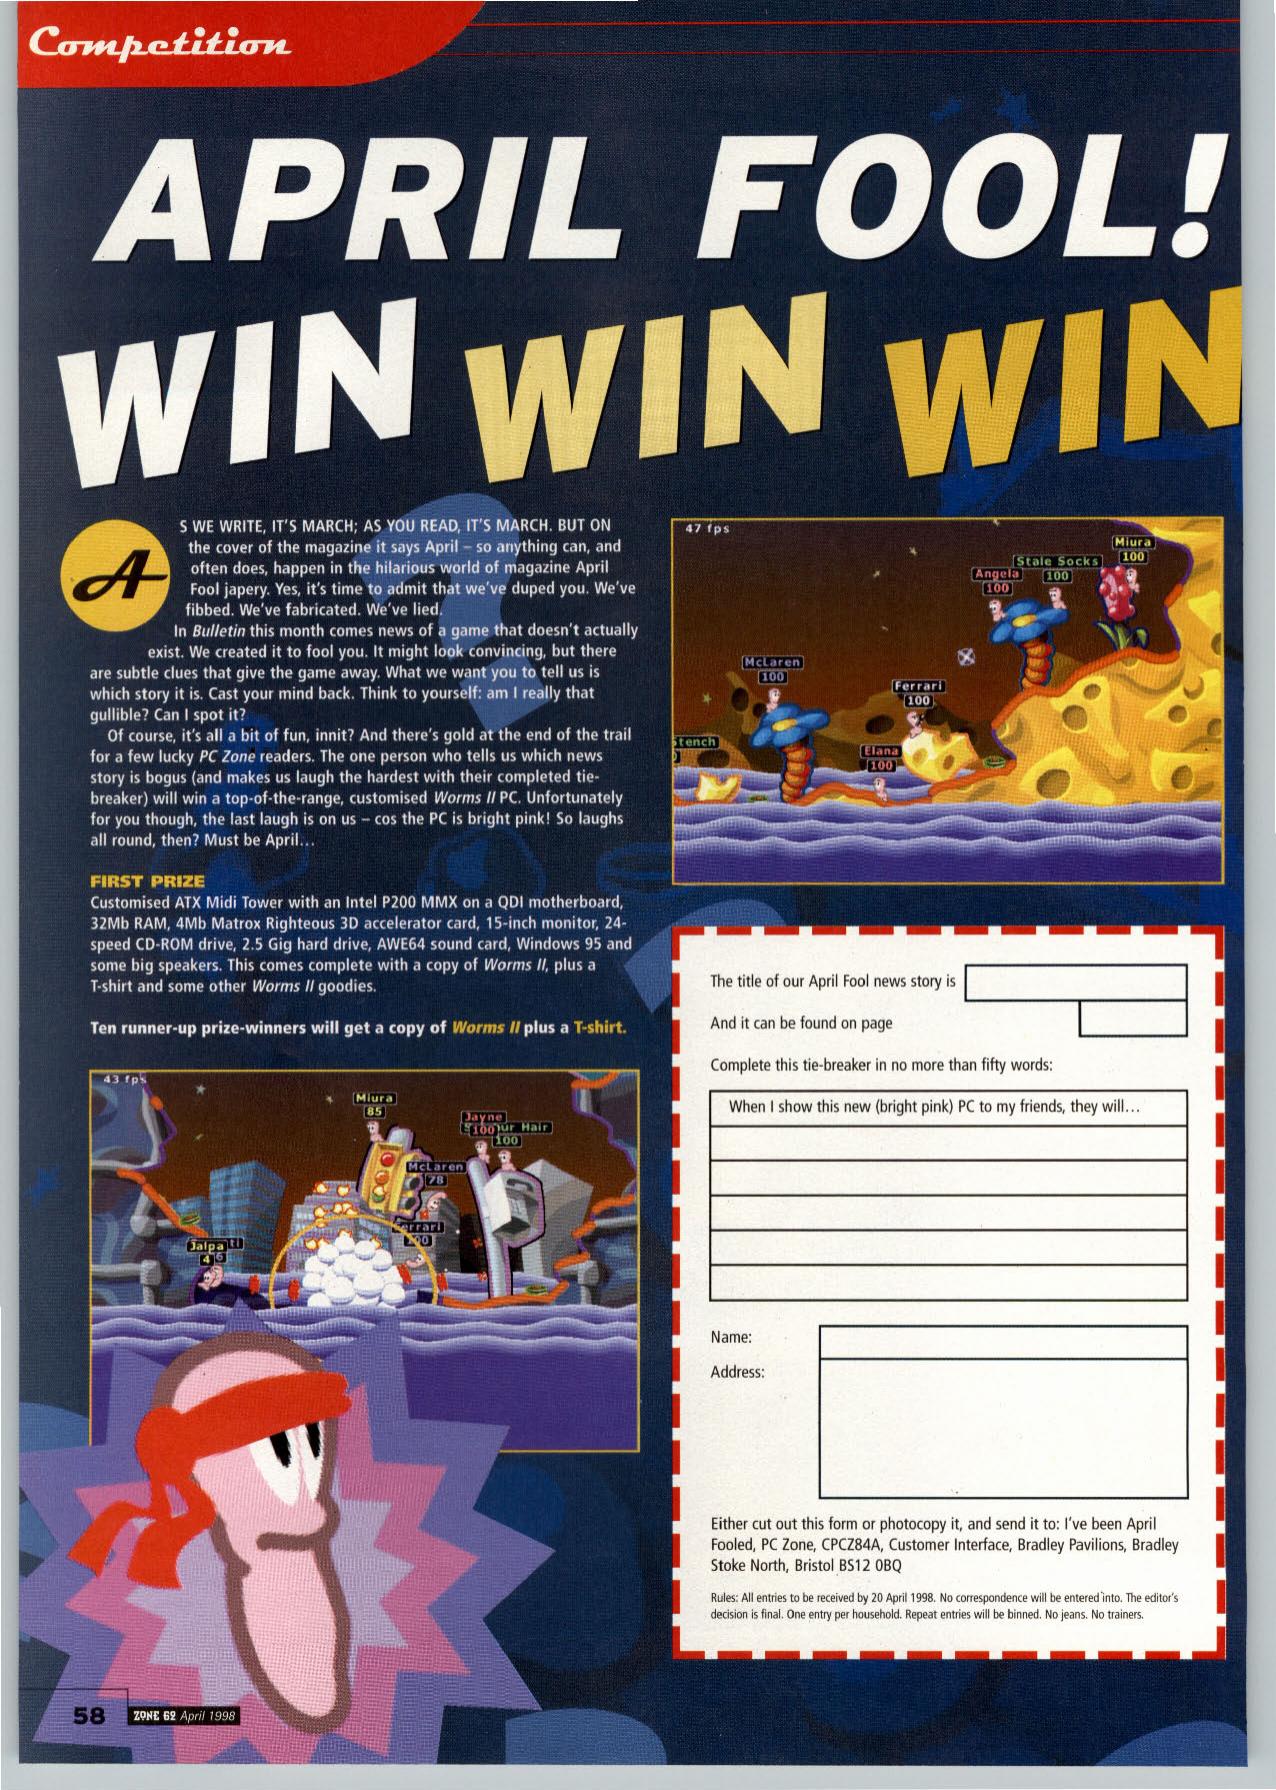 Competition
APRIL FOOL!
WIN WIN WIN
A
S WE WRITE, IT'S MARCH; AS YOU READ, IT'S MARCH. BUT ON
the cover of the magazine it says April – so anything can, and
often does, happen in the hilarious world of magazine April
Fool japery. Yes, it's time to admit that we've duped you. We've
fibbed. We've fabricated. We've lied.
In Bulletin this month comes news of a game that doesn't actually
exist. We created it to fool you. It might look convincing, but there
are subtle clues that give the game away. What we want you to tell us is
which story it is. Cast your mind back. Think to yourself: am I really that
gullible? Can I spot it?
Of course, it's all a bit of fun, innit? And there's gold at the end of the trail
for a few lucky PC Zone readers. The one person who tells us which news
story is bogus (and makes us laugh the hardest with their completed tie-
breaker) will win a top-of-the-range, customised Worms II PC. Unfortunately
for you though, the last laugh is on us – cos the PC is bright pink! So laughs
all round, then? Must be April...
FIRST PRIZE
Customised ATX Midi Tower with an Intel P200 MMX on a QDI motherboard,
32Mb RAM, 4Mb Matrox Righteous 3D accelerator card, 15-inch monitor, 24-
speed CD-ROM drive, 2.5 Gig hard drive, AWE64 sound card, Windows 95 and
some big speakers. This comes complete with a copy of Worms II, plus a
T-shirt and some other Worms II goodies.
Ten runner-up prize-winners will get a copy of Worms II plus a T-shirt.
47 fps
Miura
100
Stale Socks
100
Angela
100
McLaren
100
Ferrari
100
tench
Elana
100
43 fps
Miura
85
Jayne
100
ur Hair
100
McLaren
78
errari
100
Jalpa
4
The title of our April Fool news story is
And it can be found on page
Complete this tie-breaker in no more than fifty words:
When I show this new (bright pink) PC to my friends, they will...
Name:
Address:
Either cut out this form or photocopy it, and send it to: I've been April
Fooled, PC Zone, CPCZ84A, Customer Interface, Bradley Pavilions, Bradley
Stoke North, Bristol BS12 0BQ
Rules: All entries to be received by 20 April 1998. No correspondence will be entered into. The editor's
decision is final. One entry per household. Repeat entries will be binned. No jeans. No trainers.
58
ZONE 62 April 1998